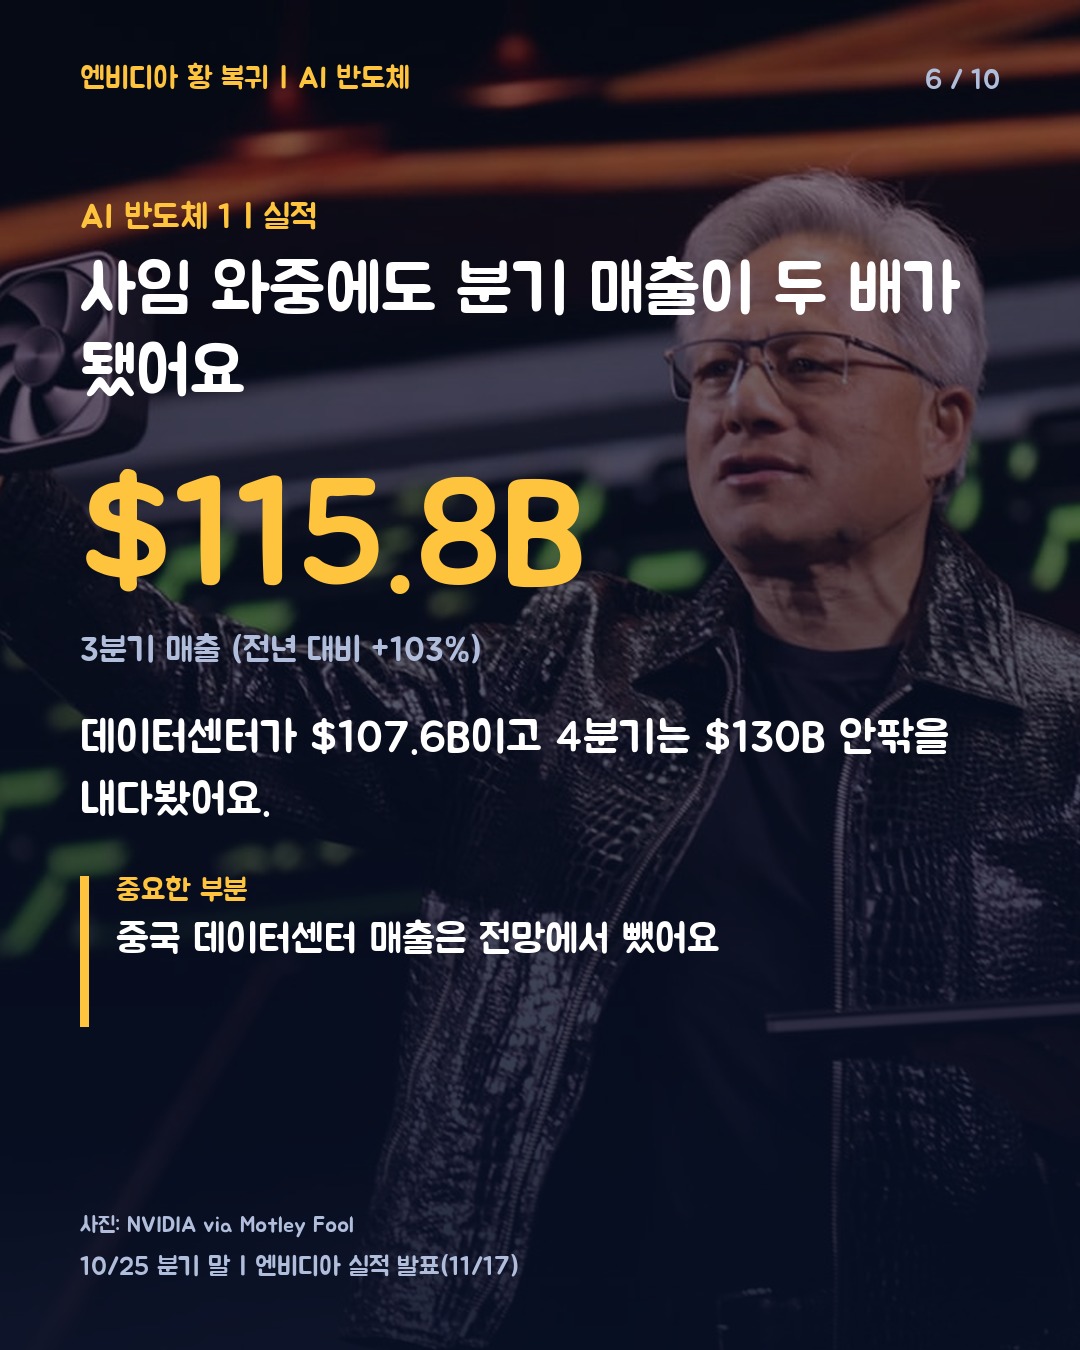 엔비디아 황 복귀 | AI 반도체
6 / 10
AI 반도체 1 | 실적
사임 와중에도 분기 매출이 두 배가
됐어요
$115.8B
3분기 매출 (전년 대비 +103%)
데이터센터가 $107.6B이고 4분기는 $130B 안팎을
내다봤어요.
중요한 부분
중국 데이터센터 매출은 전망에서 뺐어요
사진: NVIDIA via Motley Fool
10/25 분기 말 | 엔비디아 실적 발표(11/17)